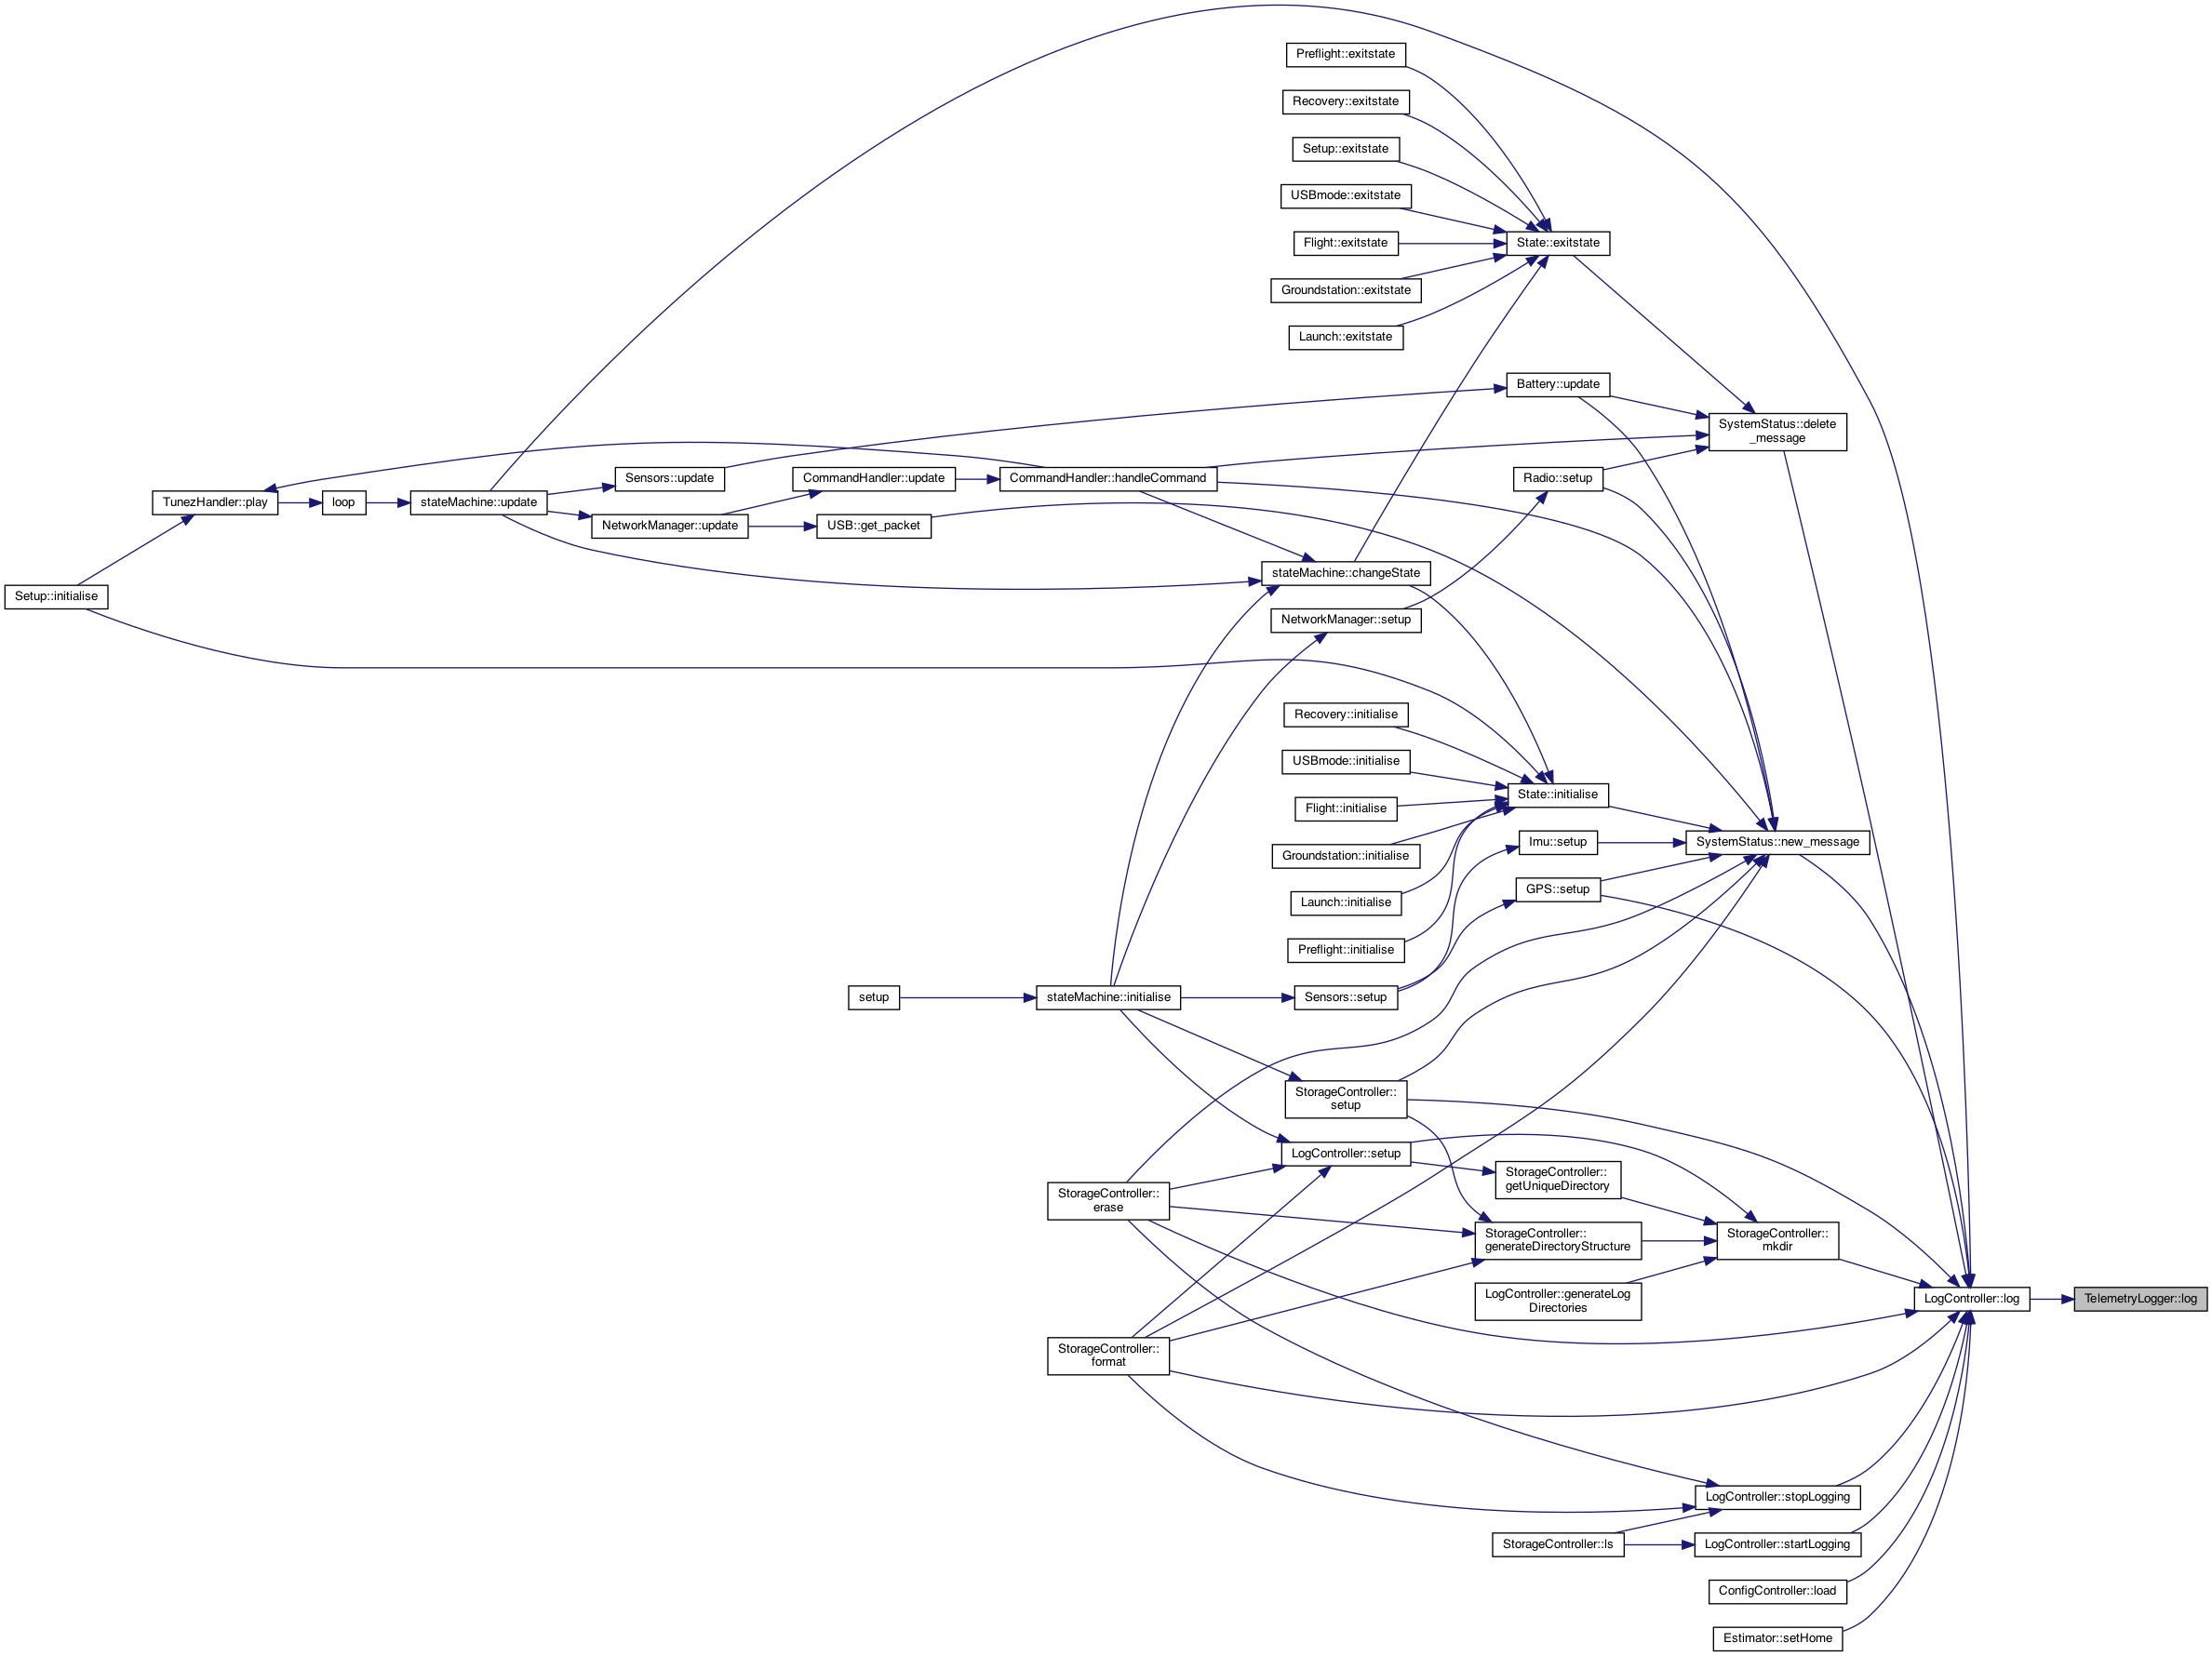 Preflight::exitstate
Recovery::exitstate
Setup::exitstate
USBmode::exitstate
Flight::exitstate
State::exitstate
Groundstation::exitstate
Launch::exitstate
Battery::update
SystemStatus::delete
_message
Sensors::update
CommandHandler::update
CommandHandler::handleCommand
Radio::setup
TunezHandler::play
loop
stateMachine::update
NetworkManager::update
USB::get_packet
stateMachine::changeState
Setup::initialise
NetworkManager::setup
Recovery::initialise
USBmode::initialise
State::initialise
Flight::initialise
Imu::setup
SystemStatus::new_message
Groundstation::initialise
GPS::setup
Launch::initialise
Preflight::initialise
setup
stateMachine::initialise
Sensors::setup
StorageController::
setup
LogController::setup
StorageController::
getUniqueDirectory
StorageController::
erase
StorageController::
generateDirectoryStructure
StorageController::
mkdir
LogController::generateLog
Directories
LogController::log
TelemetryLogger::log
StorageController::
format
LogController::stopLogging
StorageController::ls
LogController::startLogging
ConfigController::load
Estimator::setHome